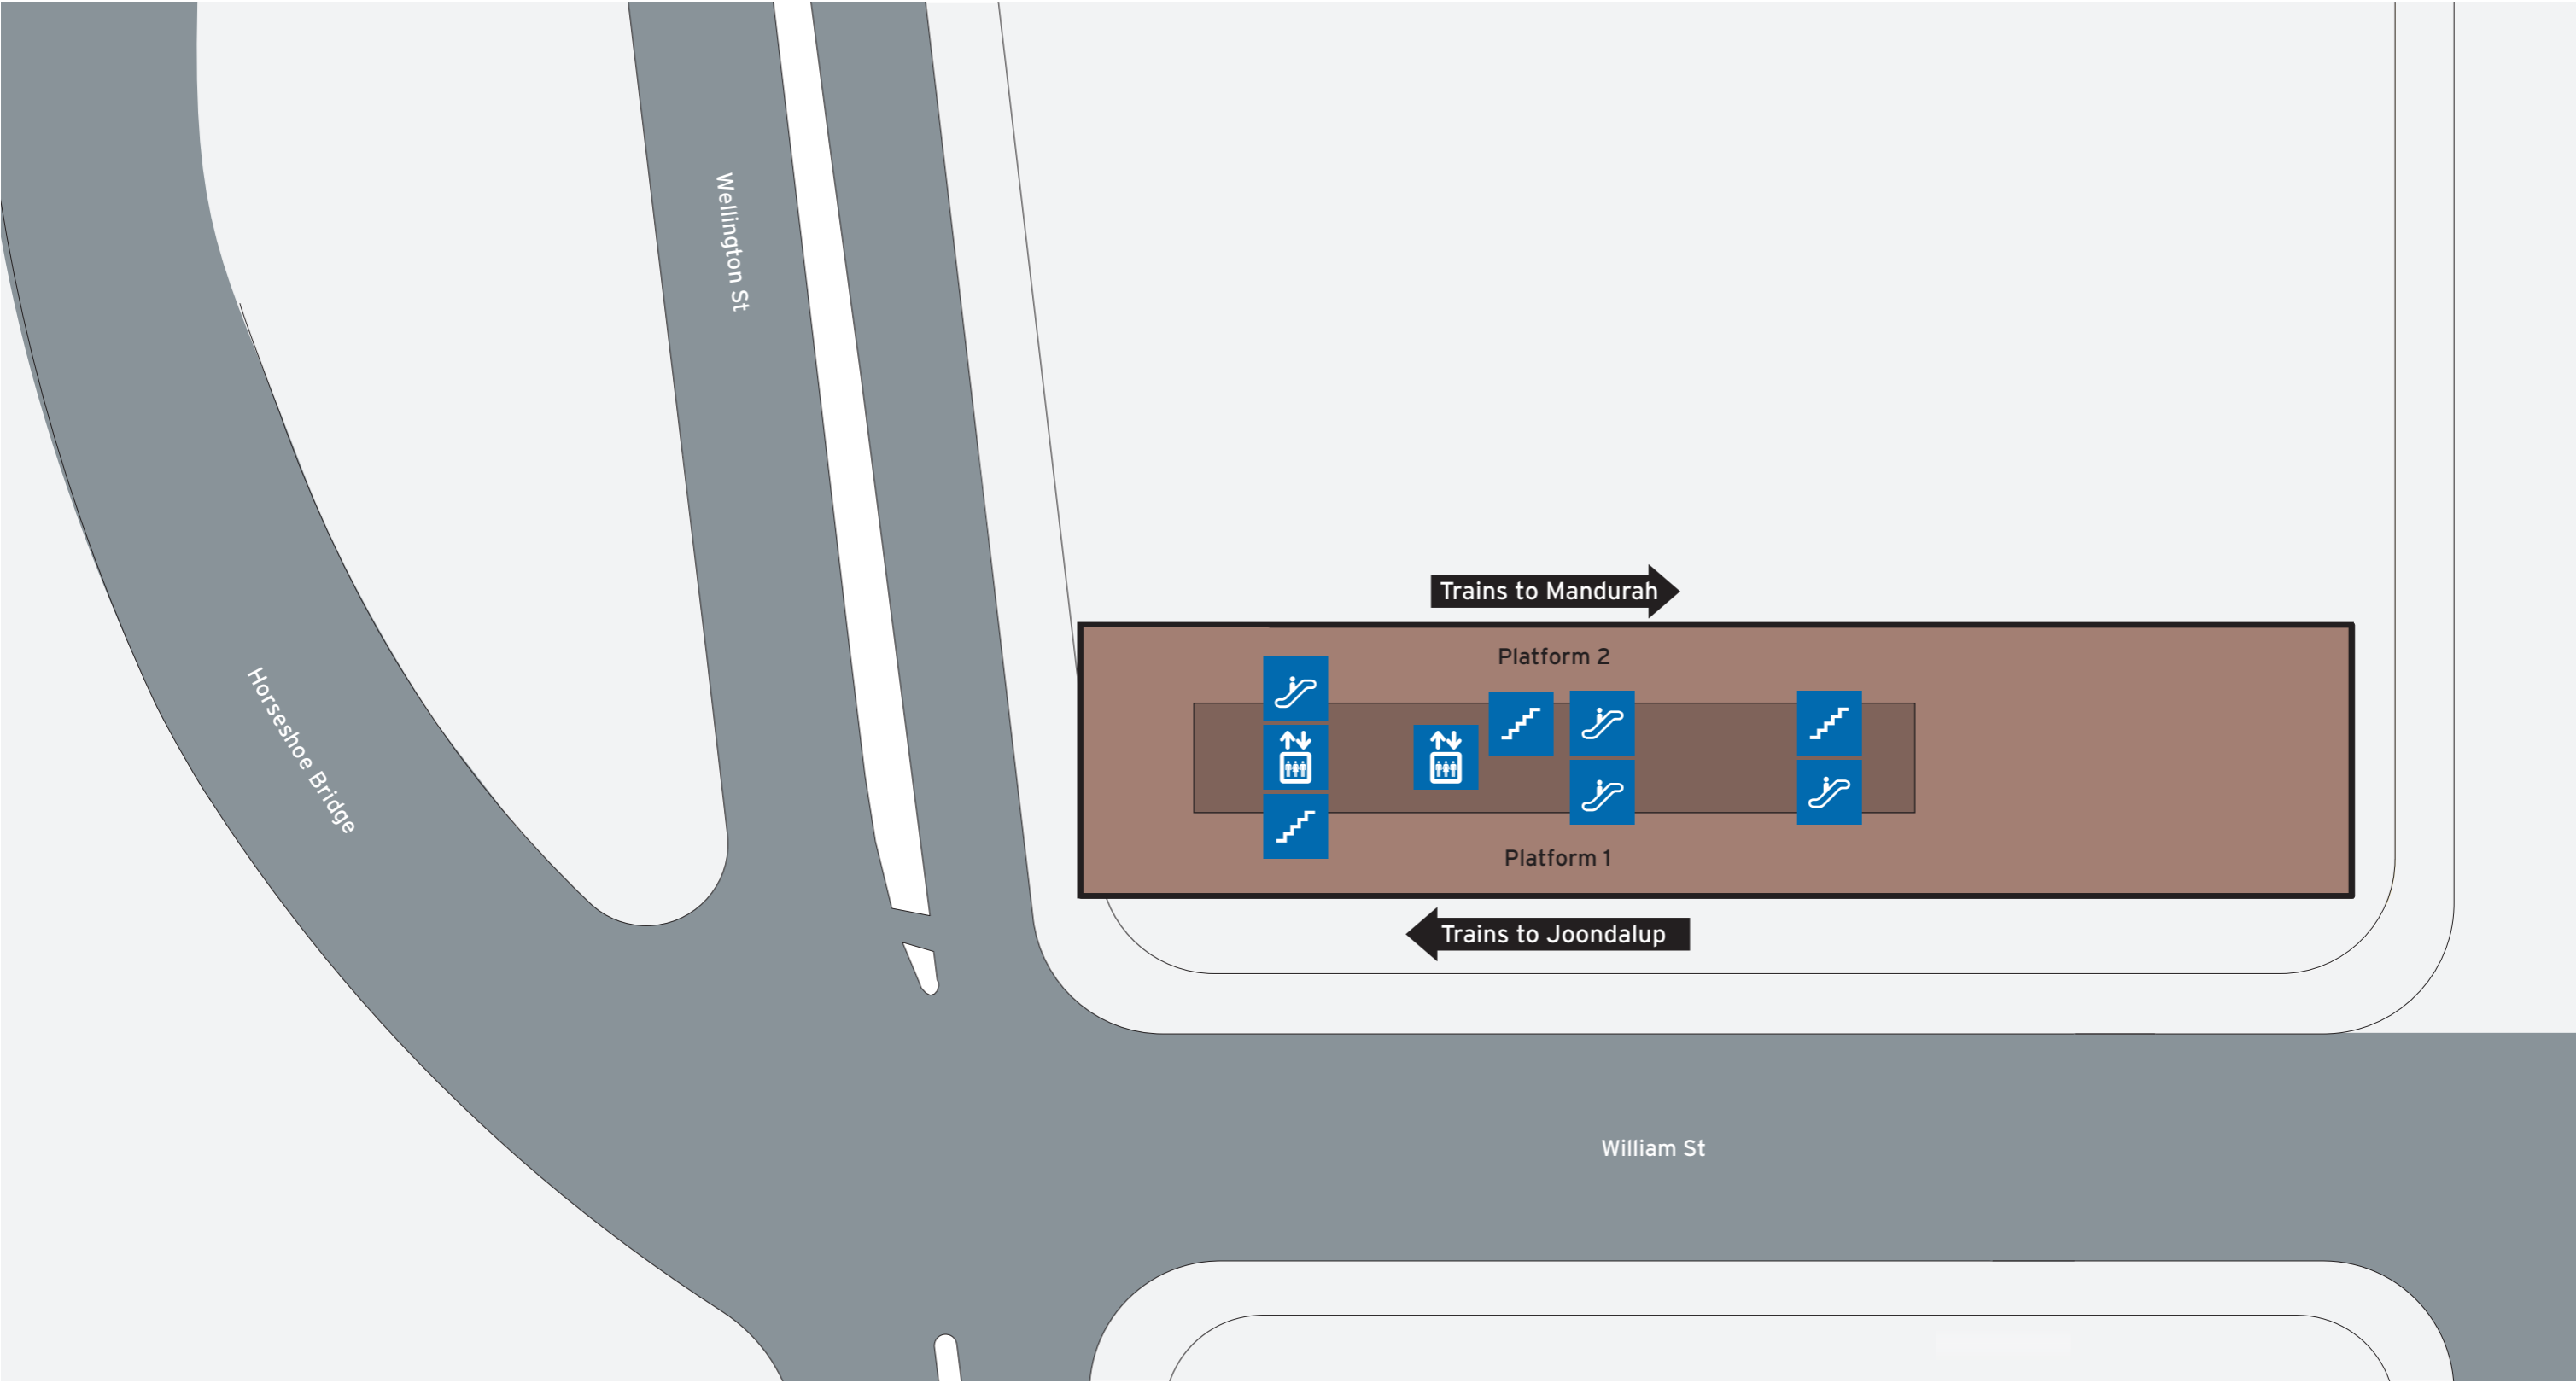 Wellington St
Trains to Mandurah
Platform 2
Horseshoe Bridge
Platform 1
Trains to Joondalup
William St